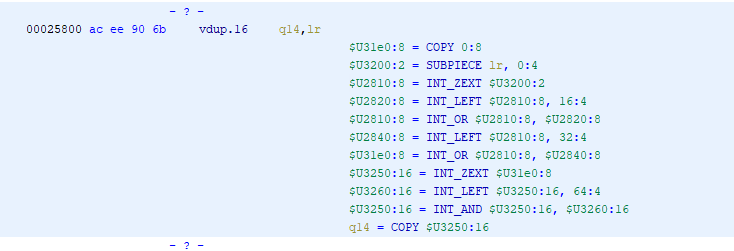 - ? -
00025800 ac ee 90 6b vdup.16 q14,lr
$U31e0:8 = COPY 0:8
$U3200:2 = SUBPIECE lr, 0:4
$U2810:8 = INT_ZEXT $U3200:2
$U2820:8 = INT_LEFT $U2810:8, 16:4
$U2810:8 = INT_OR $U2810:8, $U2820:8
$U2840:8 = INT_LEFT $U2810:8, 32:4
$U31e0:8 = INT_OR $U2810:8, $U2840:8
$U3250:16 = INT_ZEXT $U31e0:8
$U3260:16 = INT_LEFT $U3250:16, 64:4
$U3250:16 = INT_AND $U3250:16, $U3260:16
q14 = COPY $U3250:16
- ? -